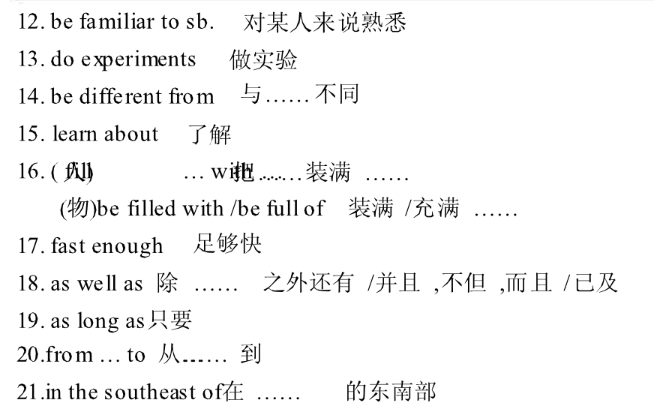 12. be familiar to sb. 对某人来说熟悉
13. do experiments 做实验
14. be different from 与……不同
15. learn about 了解
16. (人) fill … with … 把……装满 ……
(物)be filled with /be full of 装满 /充满 ……
17. fast enough 足够快
18. as well as 除 …… 之外还有 /并且 ,不但 ,而且 /已及
19. as long as只要
20.from … to 从…… 到
21.in the southeast of在 …… 的东南部